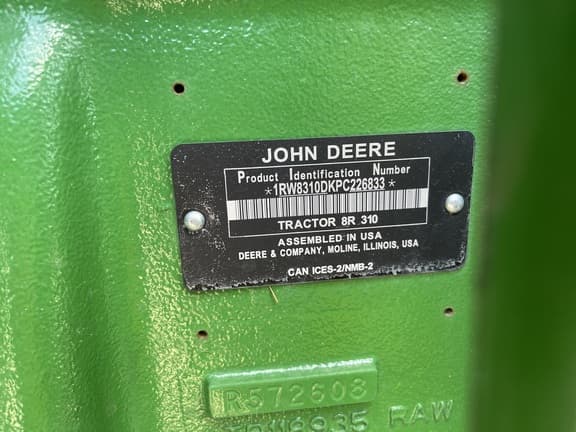 JOHN DEERE
Product Identification Number
*1RW8310DKPC226833*
TRACTOR 8R 310
ASSEMBLED IN USA
DEERE & COMPANY, MOLINE, ILLINOIS, USA
CAN ICES-2/NMB-2
R572608
RAW